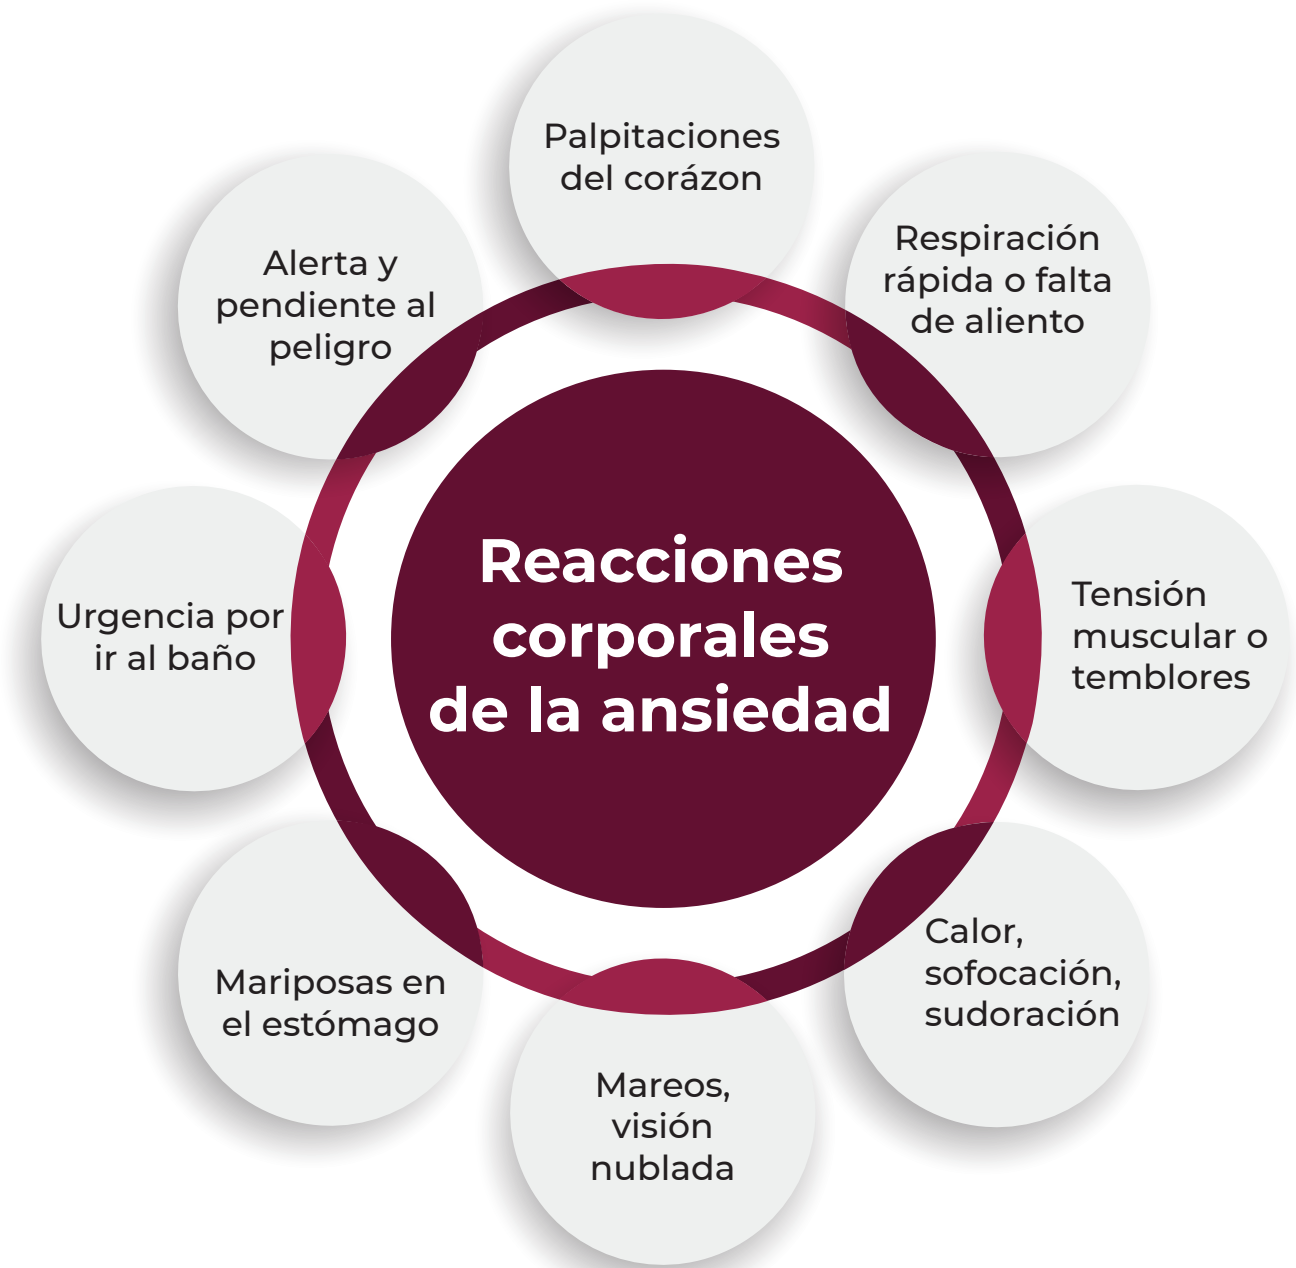 Reacciones
corporales
de la ansiedad
Palpitaciones
del corázon
Respiración
rápida o falta
de aliento
Tensión
muscular o
temblores
Calor,
sofocación,
sudoración
Mareos,
visión
nublada
Mariposas en
el estómago
Urgencia por
ir al baño
Alerta y
pendiente al
peligro